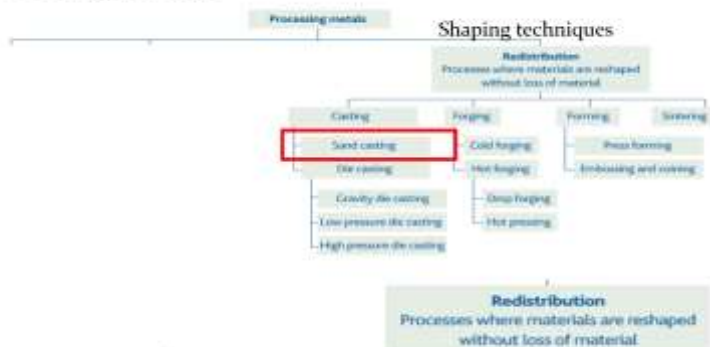 Processing metals
Shaping techniques
Redistribution
Processes where materials are reshaped
without loss of material
Casting
Forging
Forming
Sintering
Sand casting
Cold forging
Press forming
Die casting
Hot forging
Embossing and coining
Gravity die casting
Drop forging
Low pressure die casting
Hot pressing
High pressure die casting
Redistribution
Processes where materials are reshaped
without loss of material